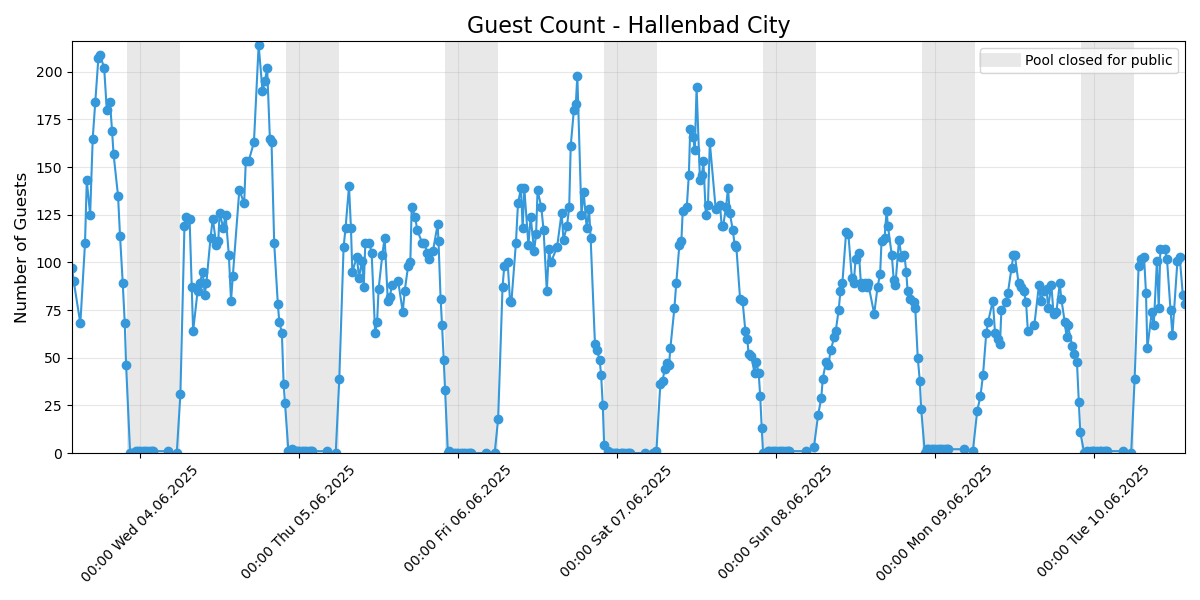 Guest Count - Hallenbad City
Pool closed for public
Number of Guests
200
175
150
125
100
75
50
25
0
00:00 Wed 04.06.2025
00:00 Thu 05.06.2025
00:00 Fri 06.06.2025
00:00 Sat 07.06.2025
00:00 Sun 08.06.2025
00:00 Mon 09.06.2025
00:00 Tue 10.06.2025